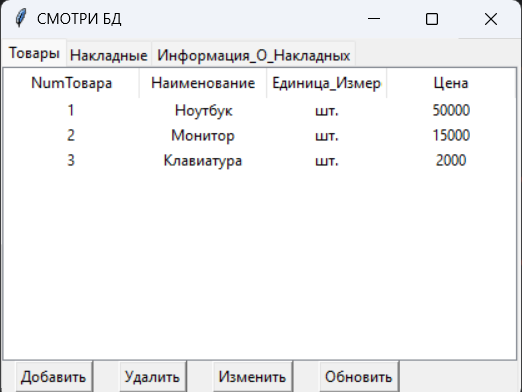 СМОТРИ БД
Товары Накладные Информация_О_Накладных
NumТовара Наименование Единица_Измер Цена
1 Ноутбук шт. 50000
2 Монитор шт. 15000
3 Клавиатура шт. 2000
Добавить Удалить Изменить Обновить